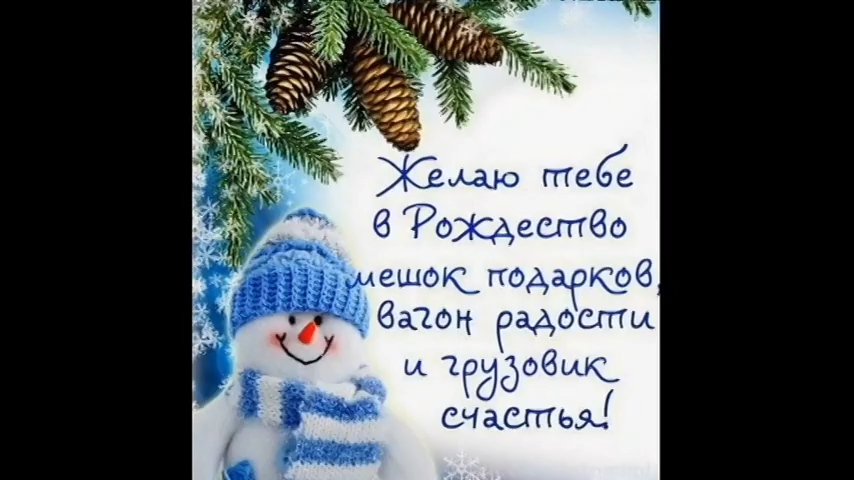 Желаю тебе
в Рождество
мешок подарков,
вагон радости
и грузовик
счастья!